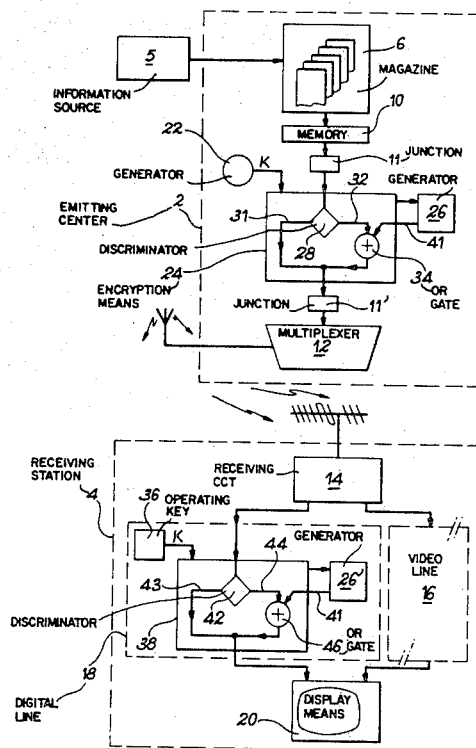 5
INFORMATION
SOURCE
6
MAGAZINE
MEMORY
10
22
GENERATOR
K
11
JUNCTION
GENERATOR
26
EMITTING
CENTER
2
31
32
41
DISCRIMINATOR
28
24
34
OR
GATE
ENCRYPTION
MEANS
JUNCTION
11'
MULTIPLEXER
12
RECEIVING
STATION
4
RECEIVING
CCT
14
36
OPERATING
KEY
K
GENERATOR
26'
43
44
41
DISCRIMINATOR
42
38
46
OR
GATE
VIDEO
LINE
16
18
DIGITAL
LINE
DISPLAY
MEANS
20